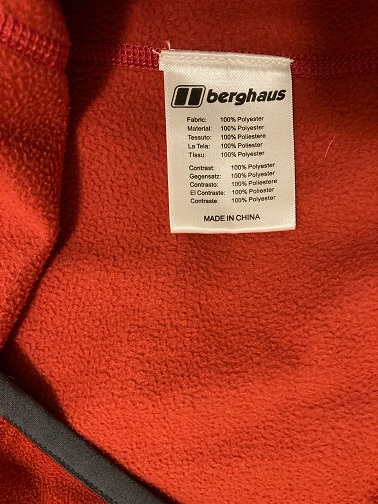 berghaus
Fabric: 100% Polyester
Material: 100% Polyester
Tessuto: 100% Poliestere
La Tela: 100% Poliester
Tissu: 100% Polyester
Contrast: 100% Polyester
Gegensatz: 100% Polyester
Contrasto: 100% Poliestere
El Contraste: 100% Poliester
Contraste: 100% Polyester
MADE IN CHINA